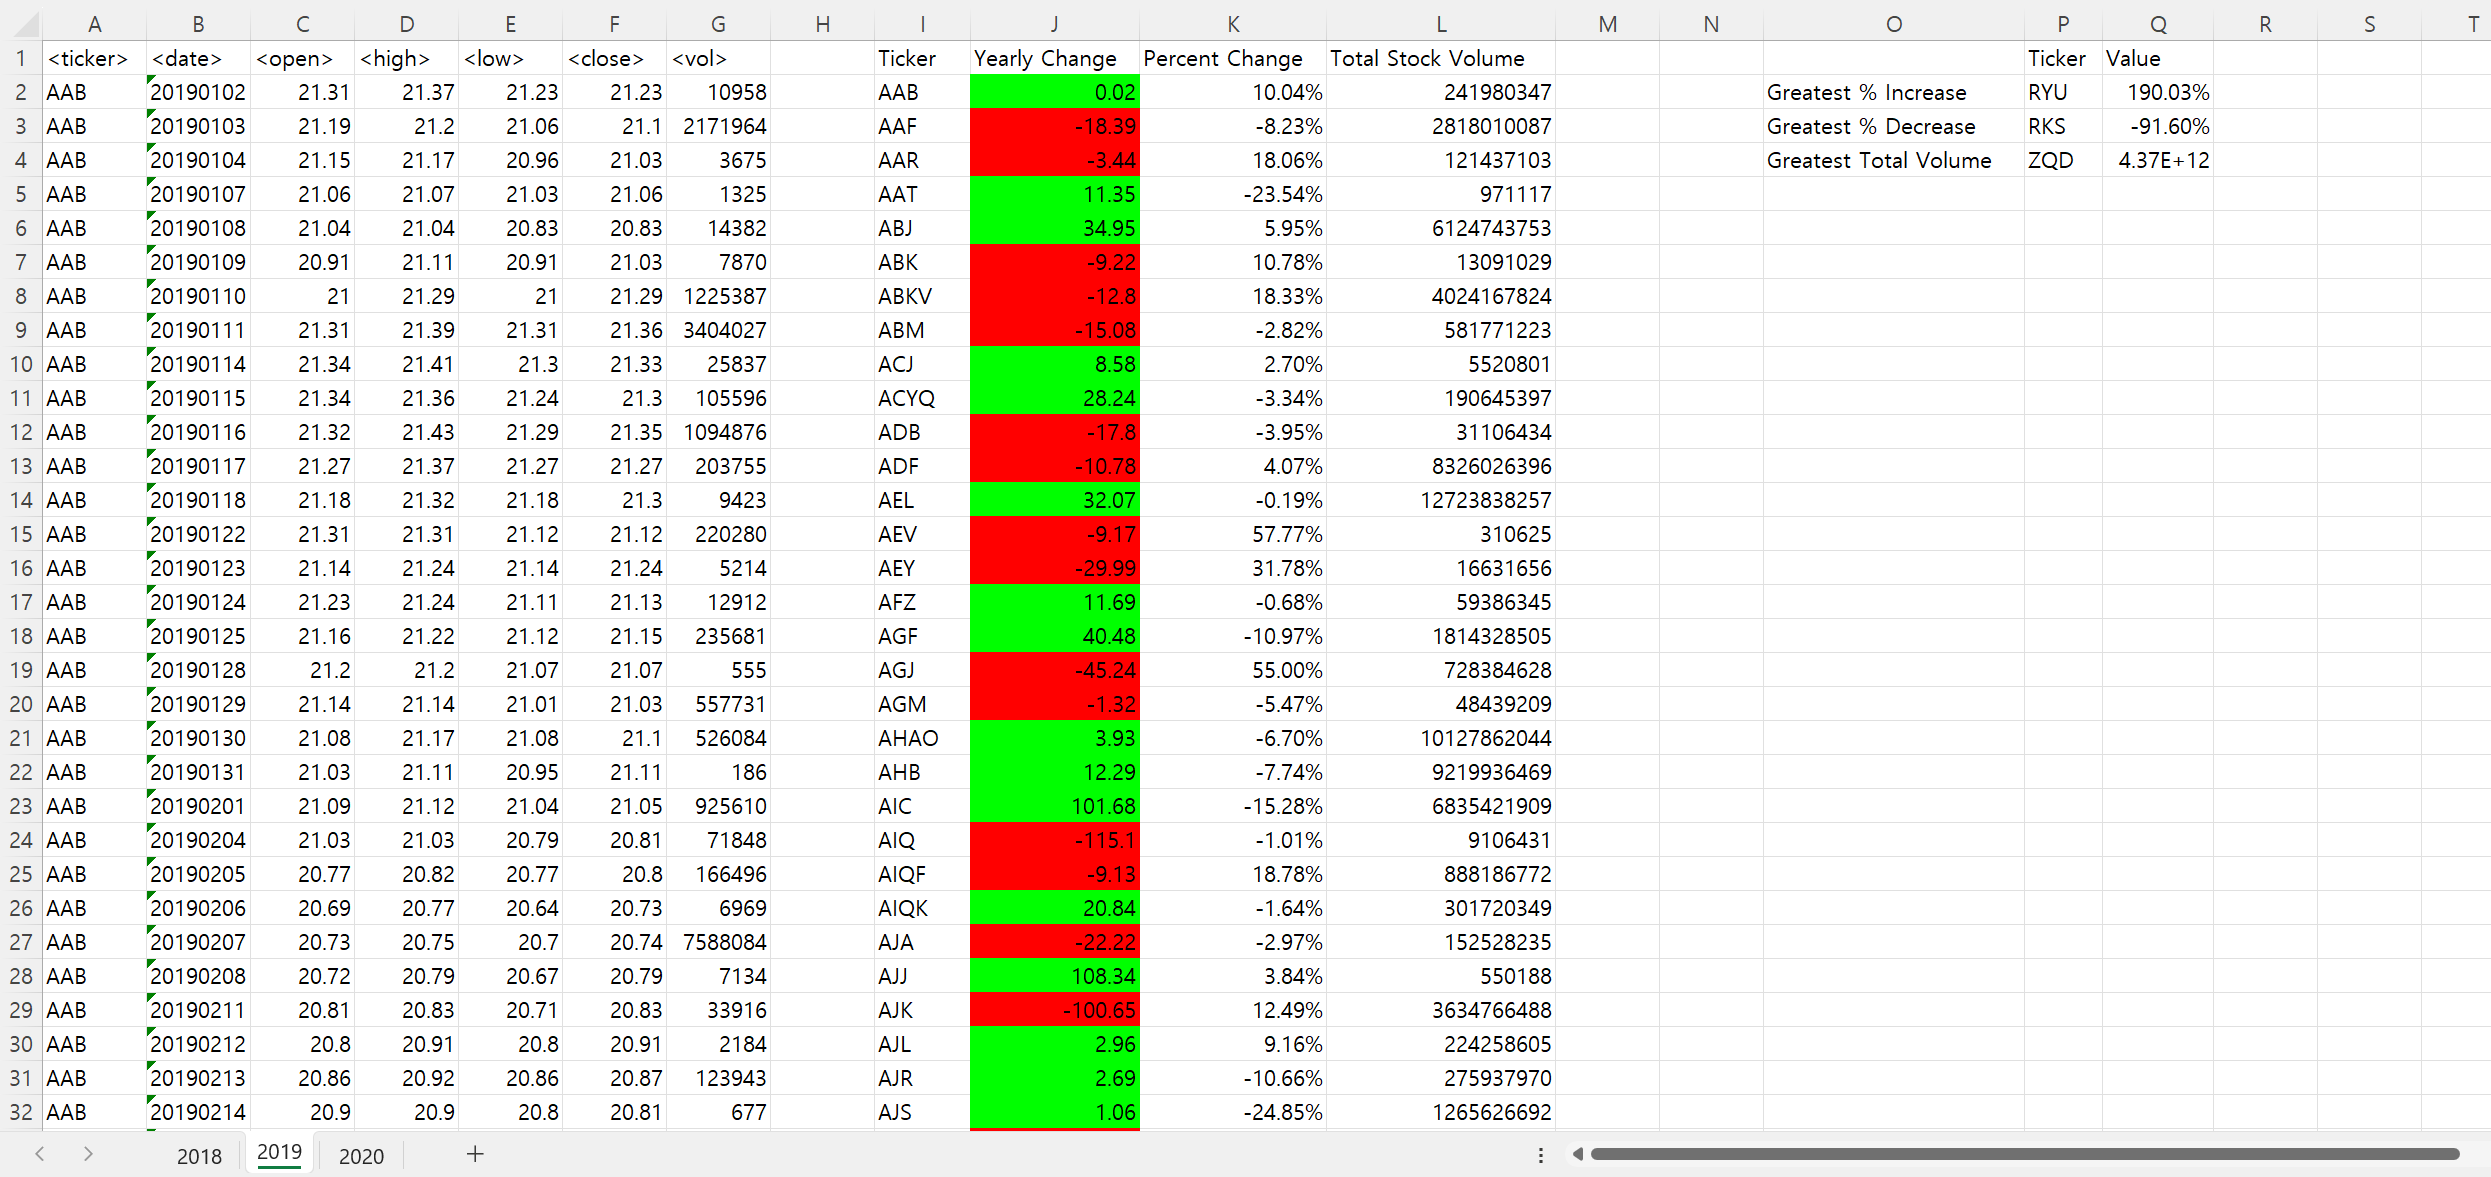 A B C D E F G H I J K L M N O P Q R S T
1 <ticker> <date> <open> <high> <low> <close> <vol> Ticker Yearly Change Percent Change Total Stock Volume Ticker Value
2 AAB 20190102 21.31 21.37 21.23 21.23 10958 AAB 0.02 10.04% 241980347 Greatest % Increase RYU 190.03%
3 AAB 20190103 21.19 21.2 21.06 21.1 2171964 AAF -18.39 -8.23% 2818010087 Greatest % Decrease RKS -91.60%
4 AAB 20190104 21.15 21.17 20.96 21.03 3675 AAR -3.44 18.06% 121437103 Greatest Total Volume ZQD 4.37E+12
5 AAB 20190107 21.06 21.07 21.03 21.06 1325 AAT 11.35 -23.54% 971117
6 AAB 20190108 21.04 21.04 20.83 20.83 14382 ABJ 34.95 5.95% 6124743753
7 AAB 20190109 20.91 21.11 20.91 21.03 7870 ABK -9.22 10.78% 13091029
8 AAB 20190110 21 21.29 21 21.29 1225387 ABKV -12.8 18.33% 4024167824
9 AAB 20190111 21.31 21.39 21.31 21.36 3404027 ABM -15.08 -2.82% 581771223
10 AAB 20190114 21.34 21.41 21.3 21.33 25837 ACJ 8.58 2.70% 5520801
11 AAB 20190115 21.34 21.36 21.24 21.3 105596 ACYQ 28.24 -3.34% 190645397
12 AAB 20190116 21.32 21.43 21.29 21.35 1094876 ADB -17.8 -3.95% 31106434
13 AAB 20190117 21.27 21.37 21.27 21.27 203755 ADF -10.78 4.07% 8326026396
14 AAB 20190118 21.18 21.32 21.18 21.3 9423 AEL 32.07 -0.19% 12723838257
15 AAB 20190122 21.31 21.31 21.12 21.12 220280 AEV -9.17 57.77% 310625
16 AAB 20190123 21.14 21.24 21.14 21.24 5214 AEY -29.99 31.78% 16631656
17 AAB 20190124 21.23 21.24 21.11 21.13 12912 AFZ 11.69 -0.68% 59386345
18 AAB 20190125 21.16 21.22 21.12 21.15 235681 AGF 40.48 -10.97% 1814328505
19 AAB 20190128 21.2 21.2 21.07 21.07 555 AGJ -45.24 55.00% 728384628
20 AAB 20190129 21.14 21.14 21.01 21.03 557731 AGM -1.32 -5.47% 48439209
21 AAB 20190130 21.08 21.17 21.08 21.1 526084 AHAO 3.93 -6.70% 10127862044
22 AAB 20190131 21.03 21.11 20.95 21.11 186 AHB 12.29 -7.74% 9219936469
23 AAB 20190201 21.09 21.12 21.04 21.05 925610 AIC 101.68 -15.28% 6835421909
24 AAB 20190204 21.03 21.03 20.79 20.81 71848 AIQ -115.1 -1.01% 9106431
25 AAB 20190205 20.77 20.82 20.77 20.8 166496 AIQF -9.13 18.78% 888186772
26 AAB 20190206 20.69 20.77 20.64 20.73 6969 AIQK 20.84 -1.64% 301720349
27 AAB 20190207 20.73 20.75 20.7 20.74 7588084 AJA -22.22 -2.97% 152528235
28 AAB 20190208 20.72 20.79 20.67 20.79 7134 AJJ 108.34 3.84% 550188
29 AAB 20190211 20.81 20.83 20.71 20.83 33916 AJK -100.65 12.49% 3634766488
30 AAB 20190212 20.8 20.91 20.8 20.91 2184 AJL 2.96 9.16% 224258605
31 AAB 20190213 20.86 20.92 20.86 20.87 123943 AJR 2.69 -10.66% 275937970
32 AAB 20190214 20.9 20.9 20.8 20.81 677 AJS 1.06 -24.85% 1265626692
2018 2019 2020